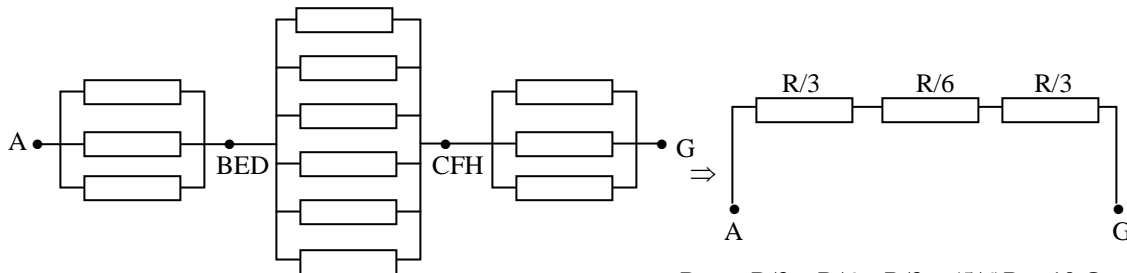 R/3 R/6 R/3
A BED CFH G ⇒
A G